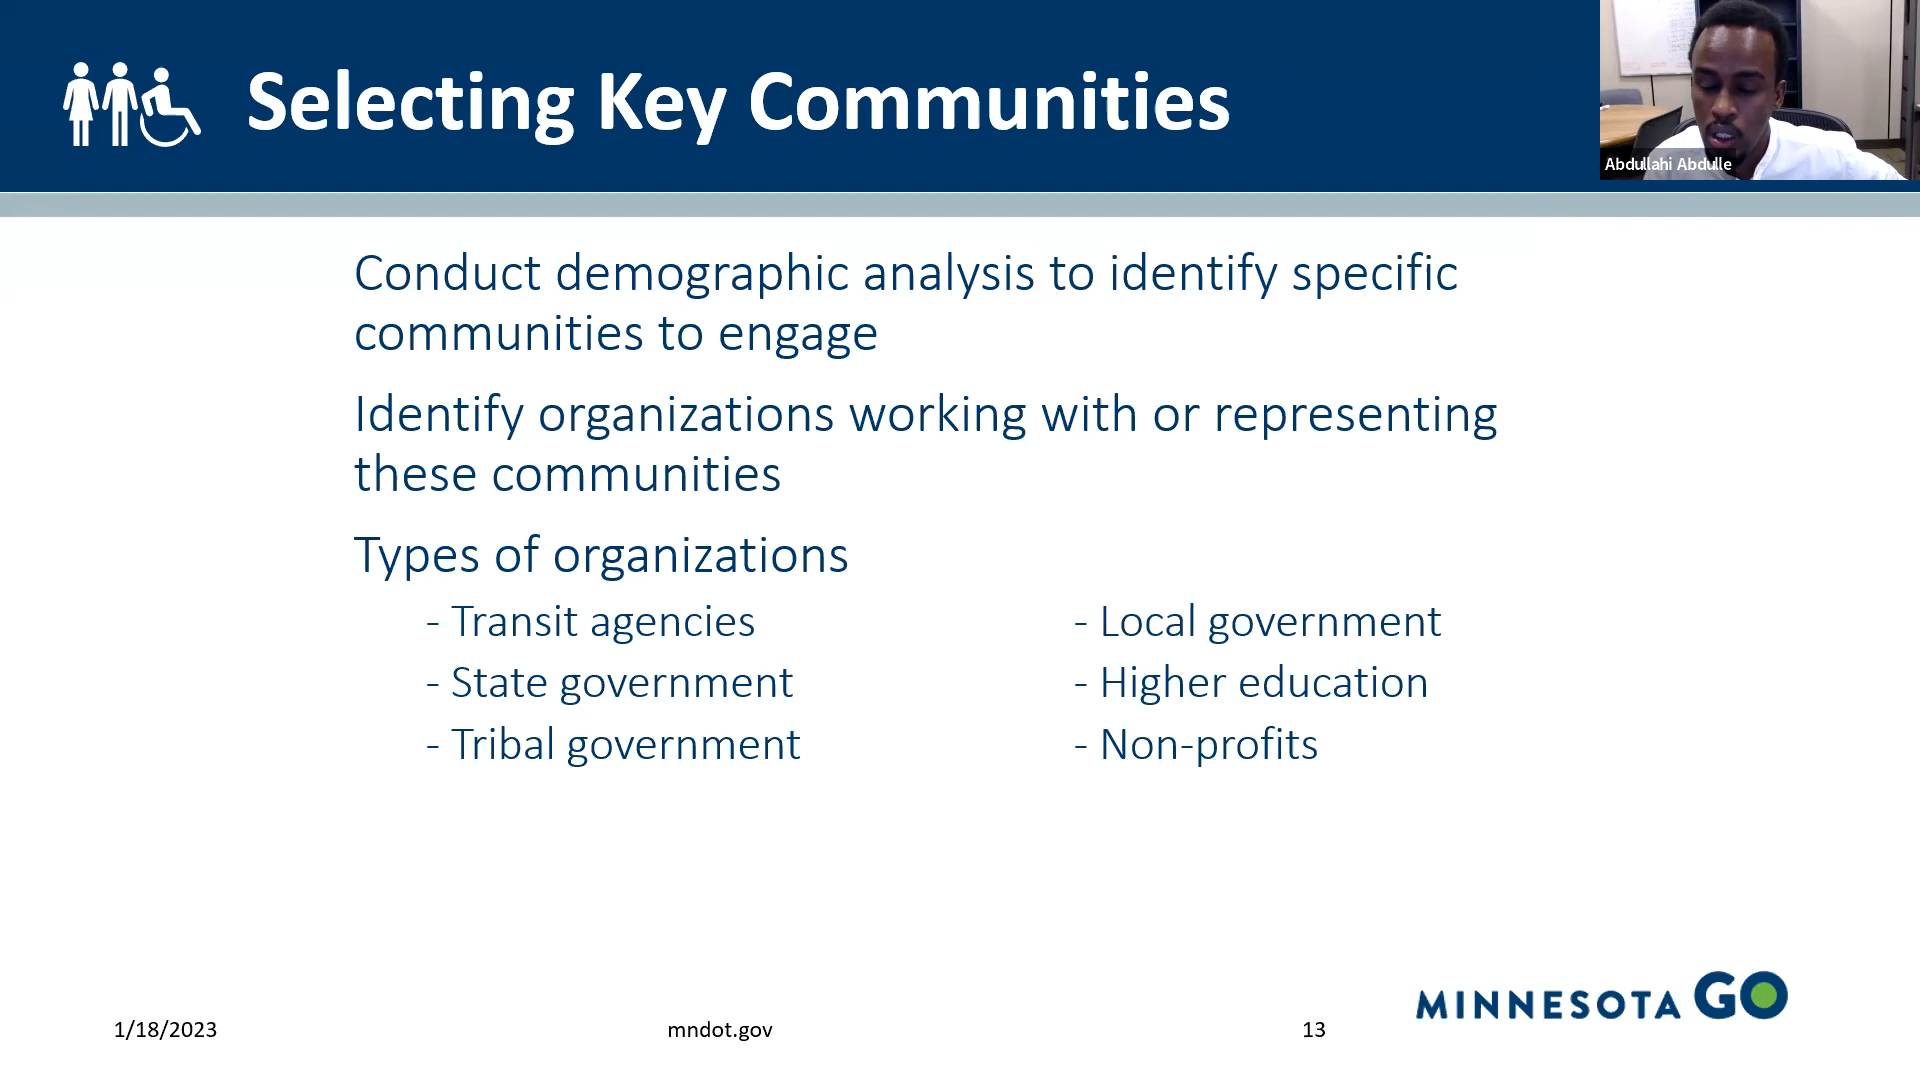 Selecting Key Communities
Abdullahi Abdulle
Conduct demographic analysis to identify specific
communities to engage
Identify organizations working with or representing
these communities
Types of organizations
- Transit agencies
- State government
- Tribal government
- Local government
- Higher education
- Non-profits
MINNESOTA GO
1/18/2023
mndot.gov
13